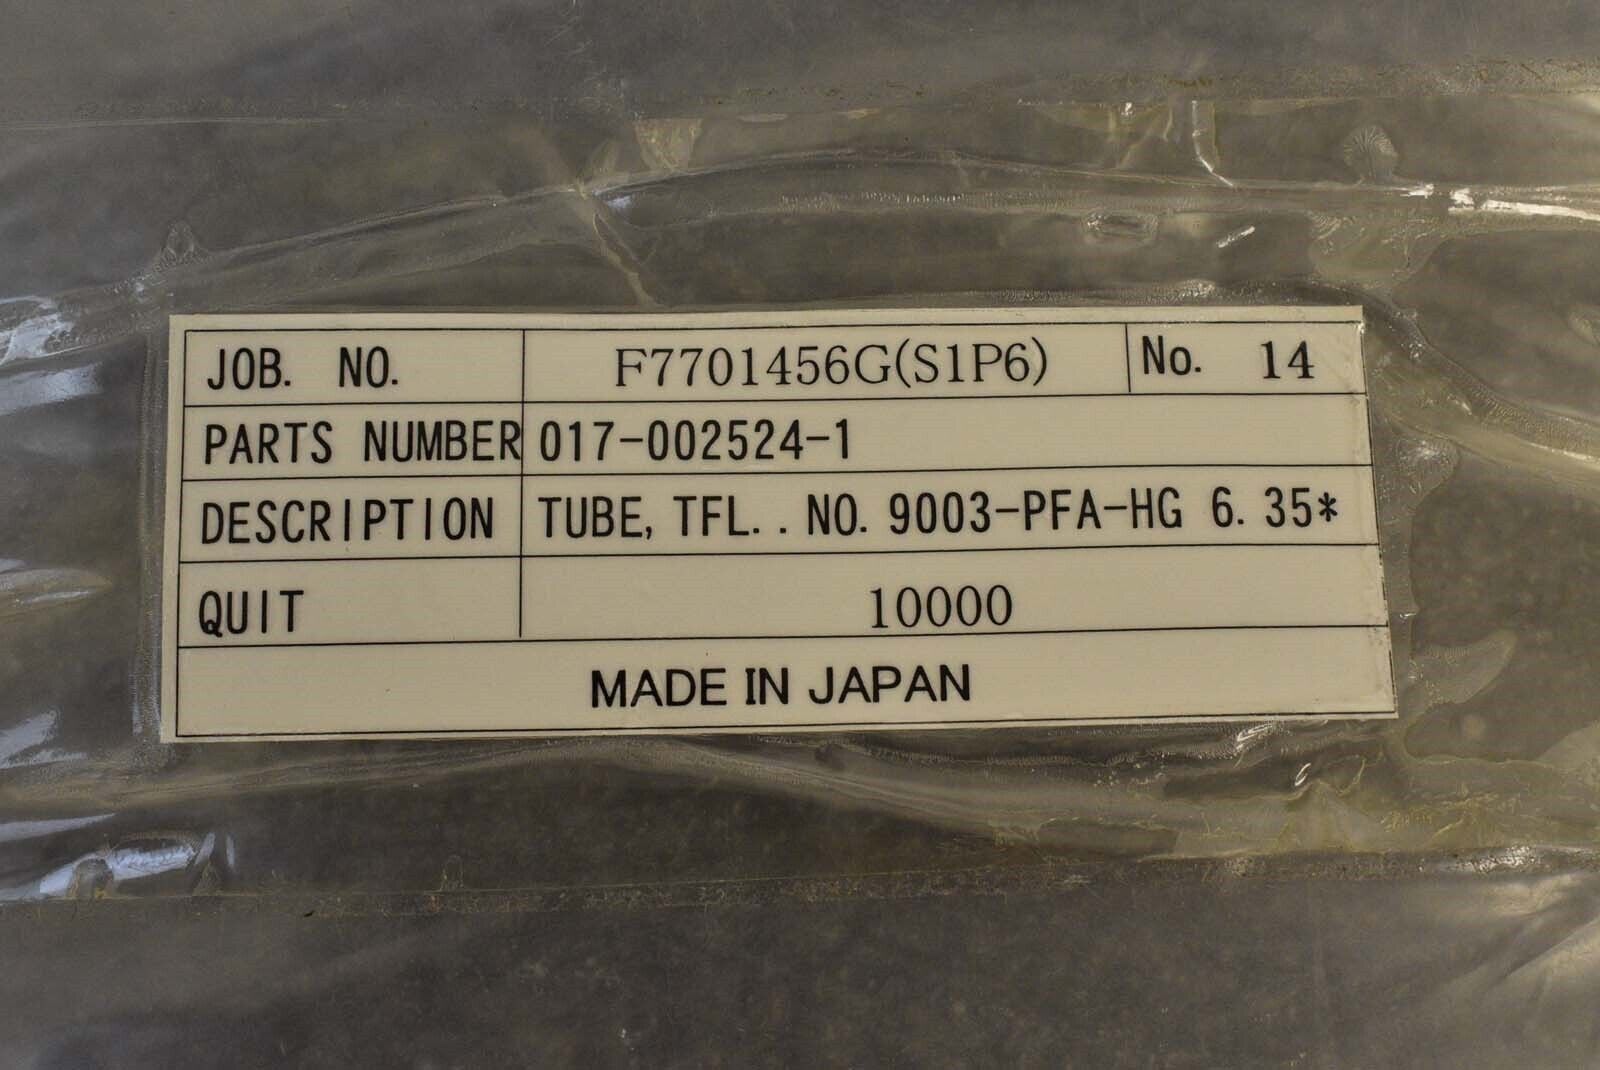 JOB. NO. F7701456G(S1P6) No. 14
PARTS NUMBER 017-002524-1
DESCRIPTION TUBE, TFL.. NO. 9003-PFA-HG 6.35*
QUIT 10000
MADE IN JAPAN